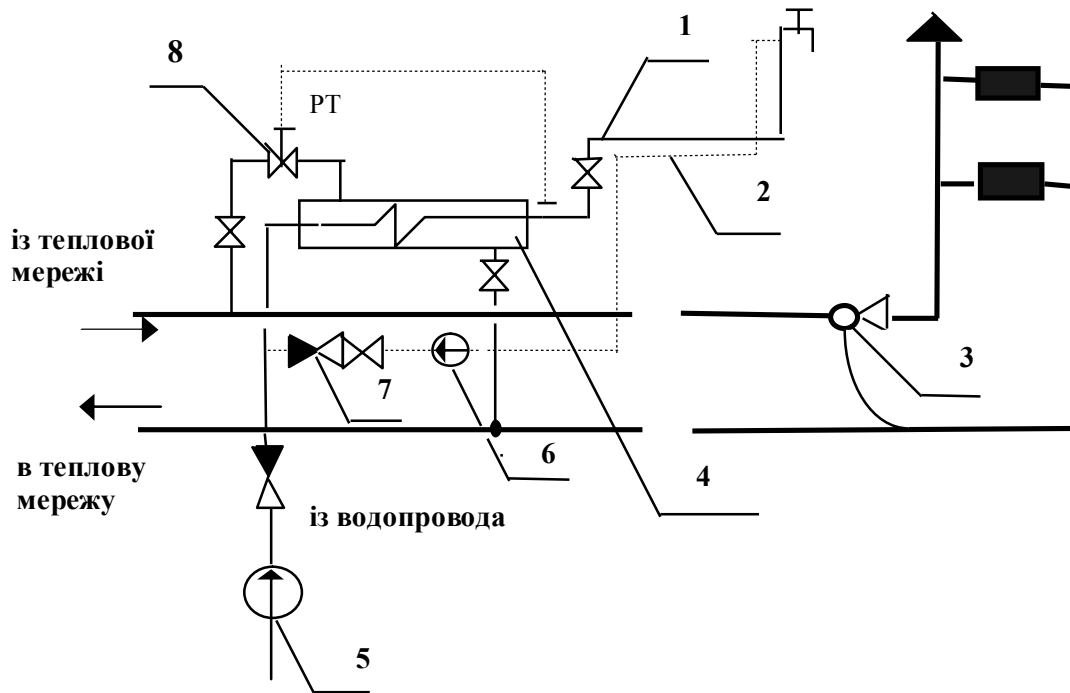 1
8
РТ
2
із теплової
мережі
3
7
6
4
в теплову
мережу
із водопровода
5